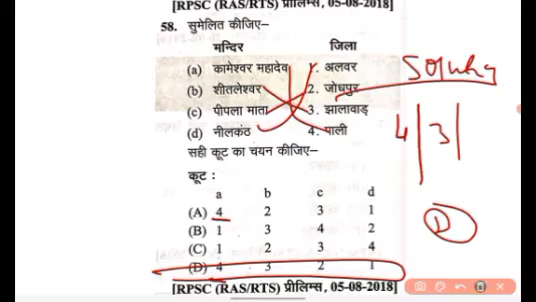 [RPSC (RAS/RTS) प्रीलिम्स, 05-08-2018]
58. सुमेलित कीजिए–
मन्दिर जिला
(a) कामेश्वर महादेव 1. अलवर
(b) शीतलेश्वर 2. जोधपुर
(c) पीपला माता 3. झालावाड़
(d) नीलकंठ 4. पाली
सही कूट का चयन कीजिए–
कूट :
a b c d
(A) 4 2 3 1
(B) 1 3 4 2
(C) 1 2 3 4
(D) 4 3 2 1
[RPSC (RAS/RTS) प्रीलिम्स, 05-08-2018]
4 | 3 |
D